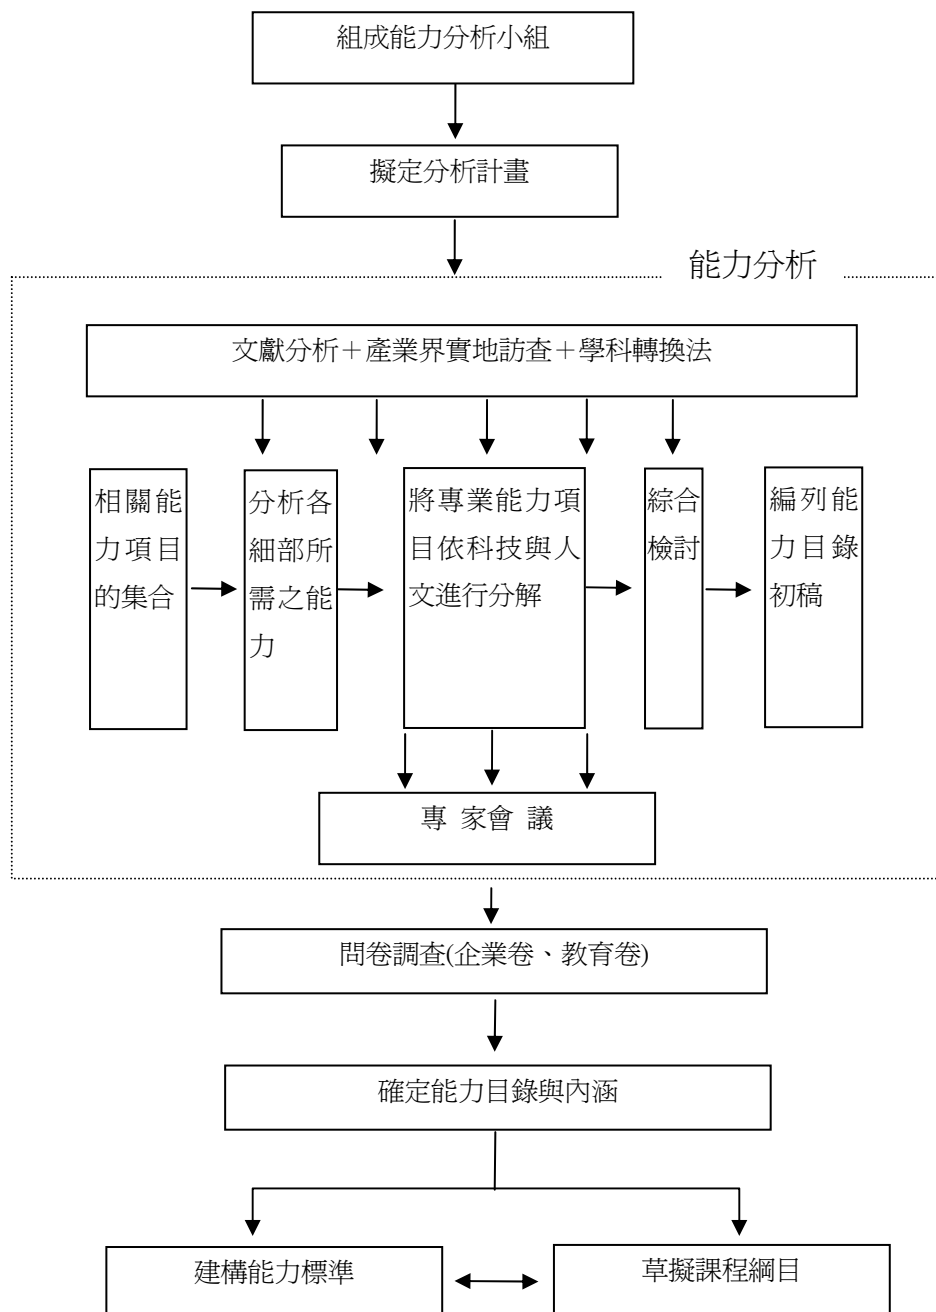 組成能力分析小組
擬定分析計畫
能力分析
文獻分析＋產業界實地訪查＋學科轉換法
相關能
力項目
的集合
分析各
細部所
需之能
力
將專業能力項
目依科技與人
文進行分解
綜合
檢討
編列能
力目錄
初稿
專 家會 議
問卷調查(企業卷、教育卷)
確定能力目錄與內涵
建構能力標準
草擬課程綱目